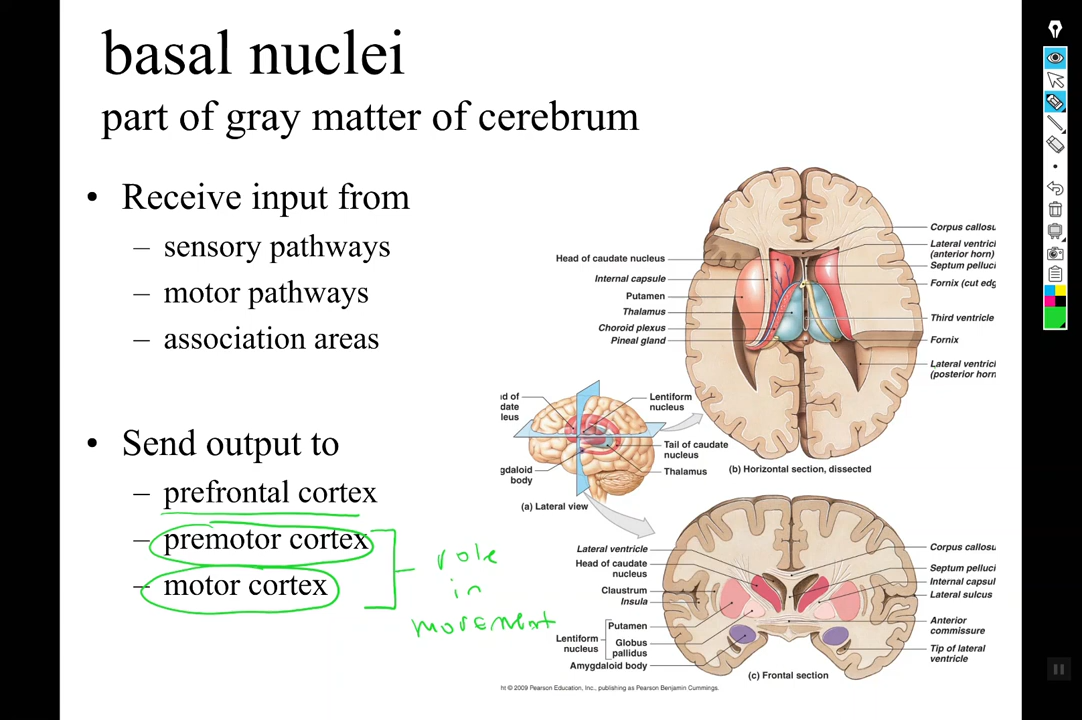 basal nuclei
part of gray matter of cerebrum
• Receive input from
– sensory pathways
– motor pathways
– association areas
• Send output to
– prefrontal cortex
– premotor cortex
– motor cortex
role
in
movement
Head of caudate nucleus
Internal capsule
Putamen
Thalamus
Choroid plexus
Pineal gland
Corpus callosu
Lateral ventricl
(anterior horn)
Septum pelluci
Fornix (cut edg
Third ventricle
Fornix
Lateral ventricl
(posterior horn
(b) Horizontal section, dissected
d of
date
leus
gdaloid
body
Lentiform
nucleus
Tail of caudate
nucleus
Thalamus
(a) Lateral view
Lateral ventricle
Head of caudate
nucleus
Claustrum
Insula
Lentiform
nucleus
Putamen
Globus
pallidus
Amygdaloid body
Corpus callosu
Septum pelluci
Internal capsul
Lateral sulcus
Anterior
commissure
Tip of lateral
ventricle
(c) Frontal section
ht © 2009 Pearson Education, Inc., publishing as Pearson Benjamin Cummings.